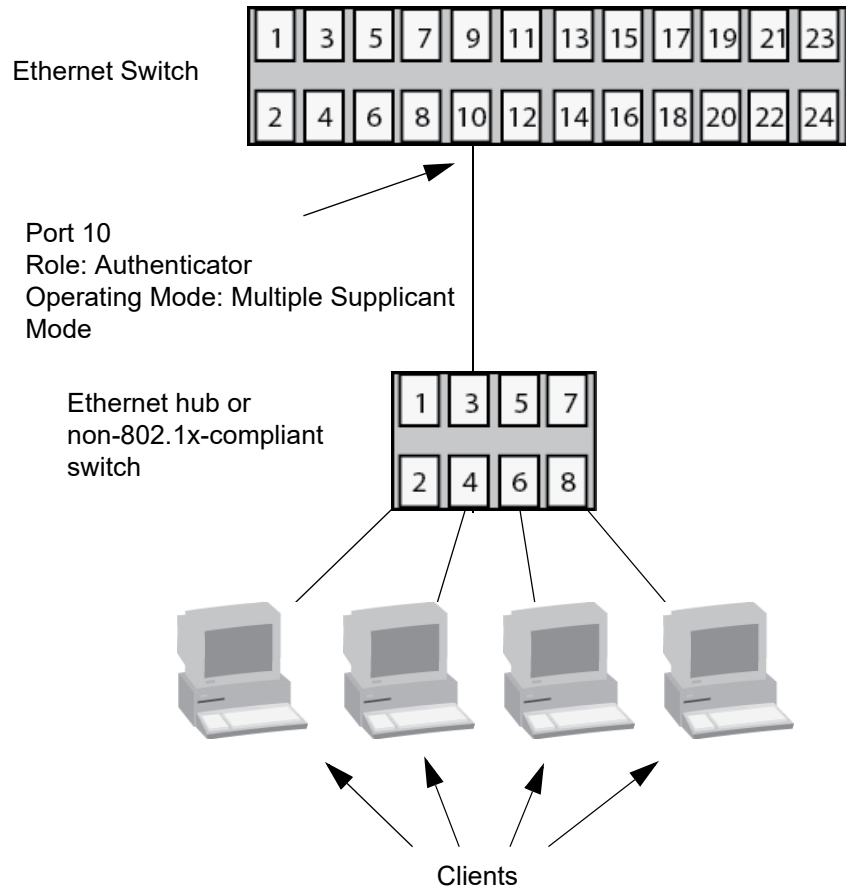 1 3 5 7 9 11 13 15 17 19 21 23
Ethernet Switch
2 4 6 8 10 12 14 16 18 20 22 24
Port 10
Role: Authenticator
Operating Mode: Multiple Supplicant
Mode
1 3 5 7
Ethernet hub or
non-802.1x-compliant
switch
2 4 6 8
Clients